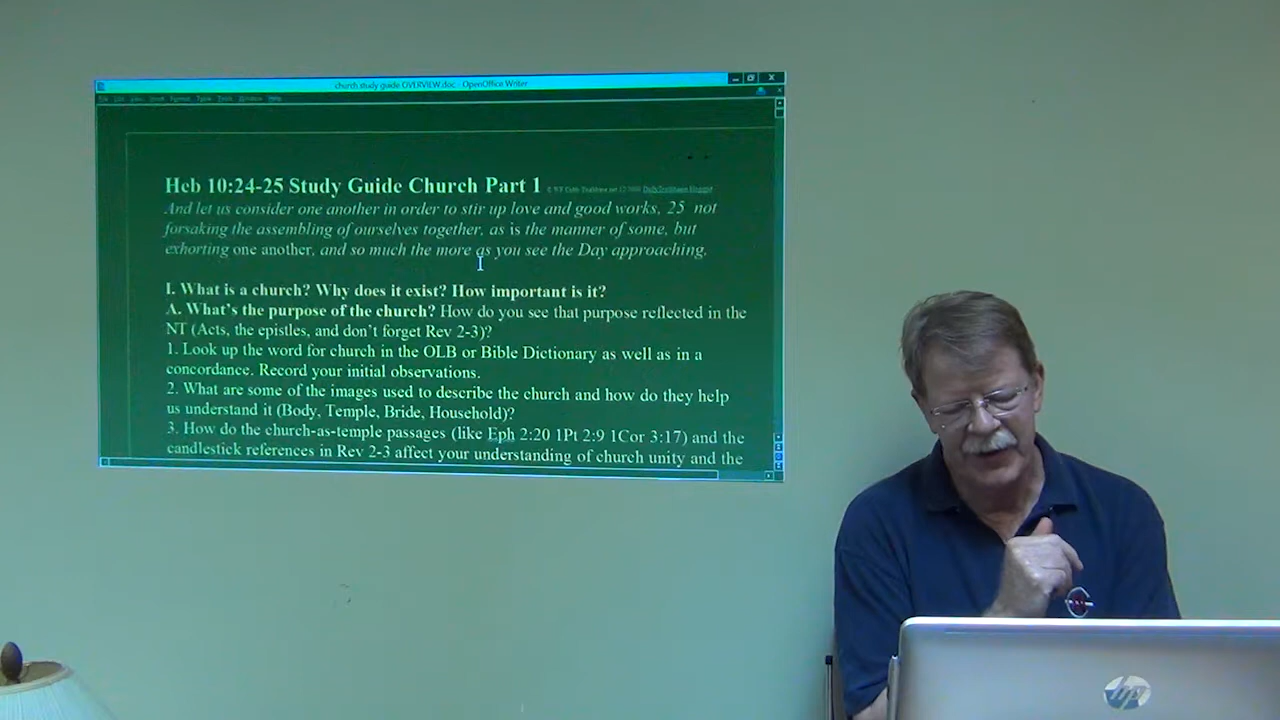 church study guide OVERVIEW.doc - OpenOffice Writer
Heb 10:24-25 Study Guide Church Part 1
And let us consider one another in order to stir up love and good works, 25 not
forsaking the assembling of ourselves together, as is the manner of some, but
exhorting one another, and so much the more as you see the Day approaching.
I. What is a church? Why does it exist? How important is it?
A. What's the purpose of the church? How do you see that purpose reflected in the
NT (Acts, the epistles, and don't forget Rev 2-3)?
1. Look up the word for church in the OLB or Bible Dictionary as well as in a
concordance. Record your initial observations.
2. What are some of the images used to describe the church and how do they help
us understand it (Body, Temple, Bride, Household)?
3. How do the church-as-temple passages (like Eph 2:20 1Pt 2:9 1Cor 3:17) and the
candlestick references in Rev 2-3 affect your understanding of church unity and the
hp